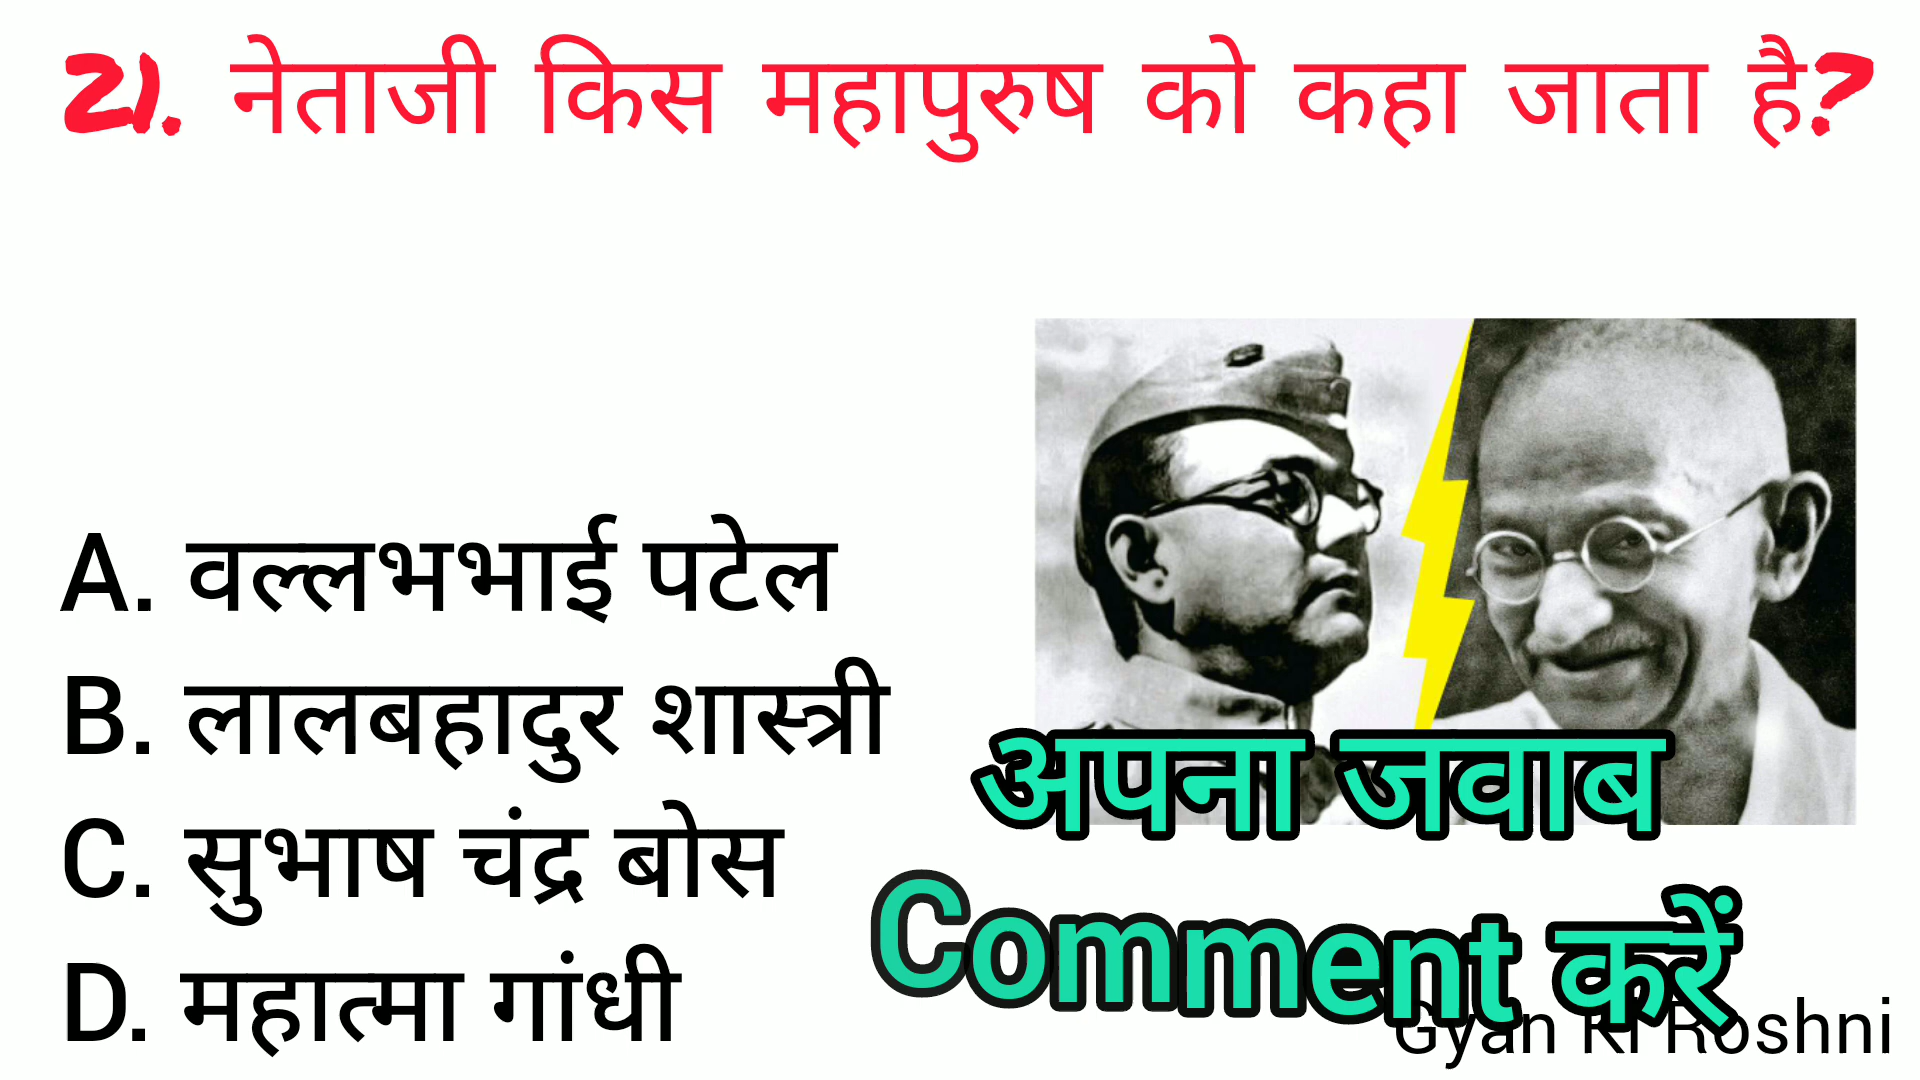 21. नेताजी किस महापुरुष को कहा जाता है?
A. वल्लभभाई पटेल
B. लालबहादुर शास्त्री
C. सुभाष चंद्र बोस
D. महात्मा गांधी
अपना जवाब
Comment करें
Gyan Ki Roshni